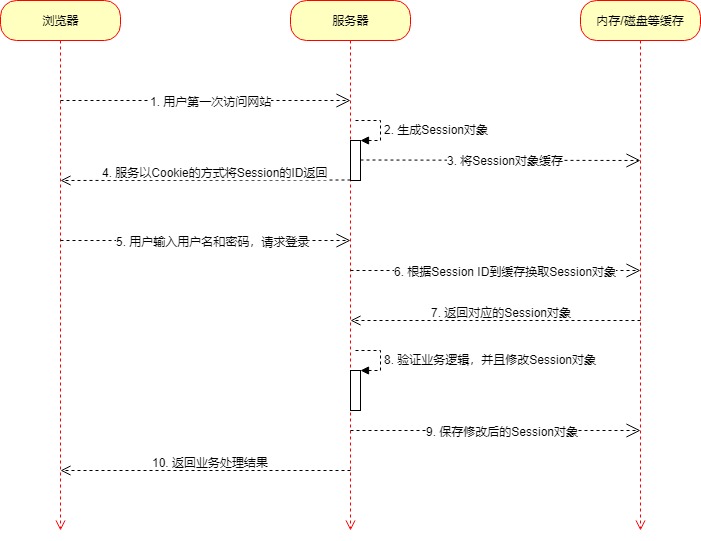 浏览器
服务器
内存/磁盘等缓存
1. 用户第一次访问网站
2. 生成Session对象
3. 将Session对象缓存
4. 服务以Cookie的方式将Session的ID返回
5. 用户输入用户名和密码，请求登录
6. 根据Session ID到缓存换取Session对象
7. 返回对应的Session对象
8. 验证业务逻辑，并且修改Session对象
9. 保存修改后的Session对象
10. 返回业务处理结果